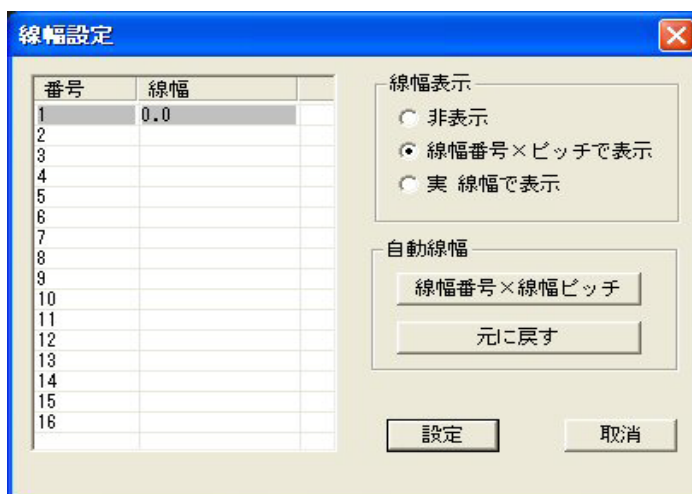 線幅設定
番号 線幅
1 0.0
2
3
4
5
6
7
8
9
10
11
12
13
14
15
16
線幅表示
非表示
線幅番号×ピッチで表示
実 線幅で表示
自動線幅
線幅番号×線幅ピッチ
元に戻す
設定 取消